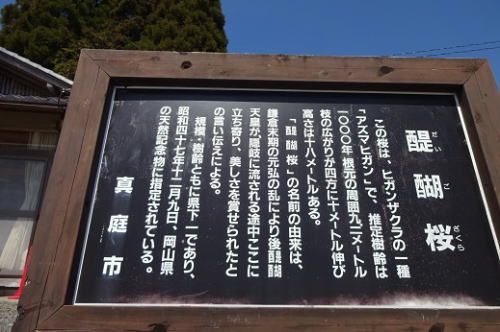 醍醐桜
だい ご ざくら
この桜は、ヒガンザクラの一種
「アズマヒガン」で、推定樹齢は
一〇〇〇年根元の周囲九二メートル
枝の広がりが四方に十メートル伸び
高さは十八メートルある。
「醍醐桜」の名前の由来は、
鎌倉末期の元弘の乱により後醍醐
天皇が隠岐に流される途中ここに
立ち寄り、美しさを賞せられたと
の言い伝えによる。
規模・樹齢ともに県下一であり、
昭和四十七年十二月九日、岡山県
の天然記念物に指定されている。
真庭市